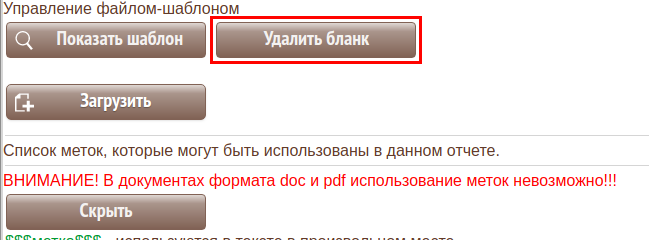 Управление файлом-шаблоном
Показать шаблон Удалить бланк
Загрузить
Список меток, которые могут быть использованы в данном отчете.
ВНИМАНИЕ! В документах формата doc и pdf использование меток невозможно!!!
Скрыть
$$$метка$$$ - используются в тексте в произвольном месте